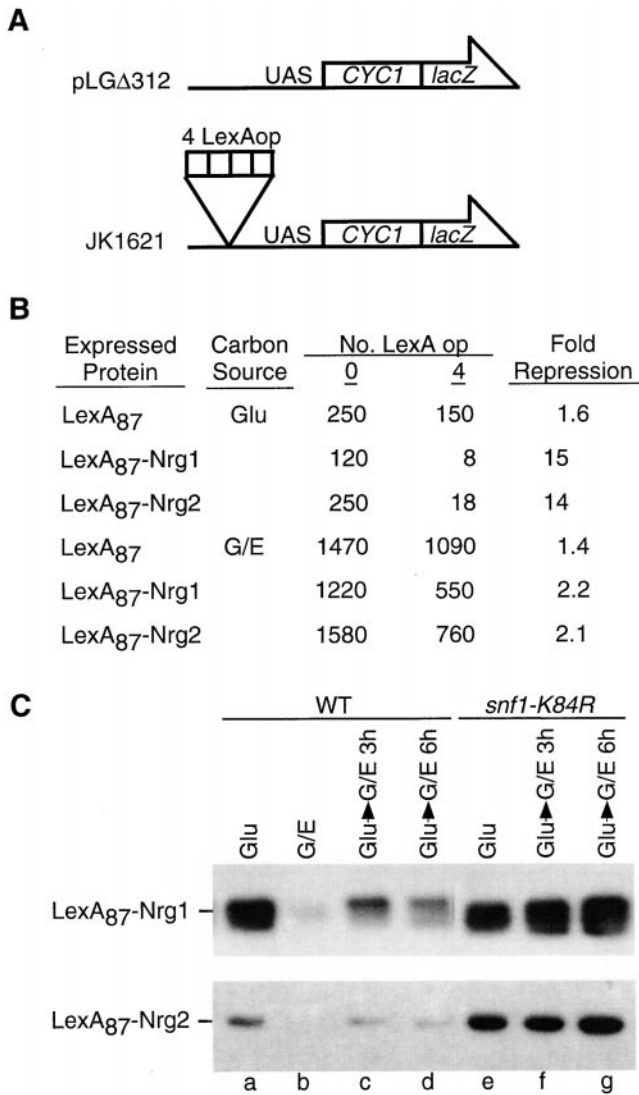 A
pLGΔ312
UAS CYC1 lacZ
4 LexAop
JK1621
UAS CYC1 lacZ
B
Expressed Protein Carbon Source No. LexA op Fold Repression
0 4
LexA87 Glu 250 150 1.6
LexA87-Nrg1 120 8 15
LexA87-Nrg2 250 18 14
LexA87 G/E 1470 1090 1.4
LexA87-Nrg1 1220 550 2.2
LexA87-Nrg2 1580 760 2.1
C
WT snf1-K84R
Glu G/E Glu→G/E 3h Glu→G/E 6h Glu Glu→G/E 3h Glu→G/E 6h
LexA87-Nrg1
LexA87-Nrg2
a b c d e f g